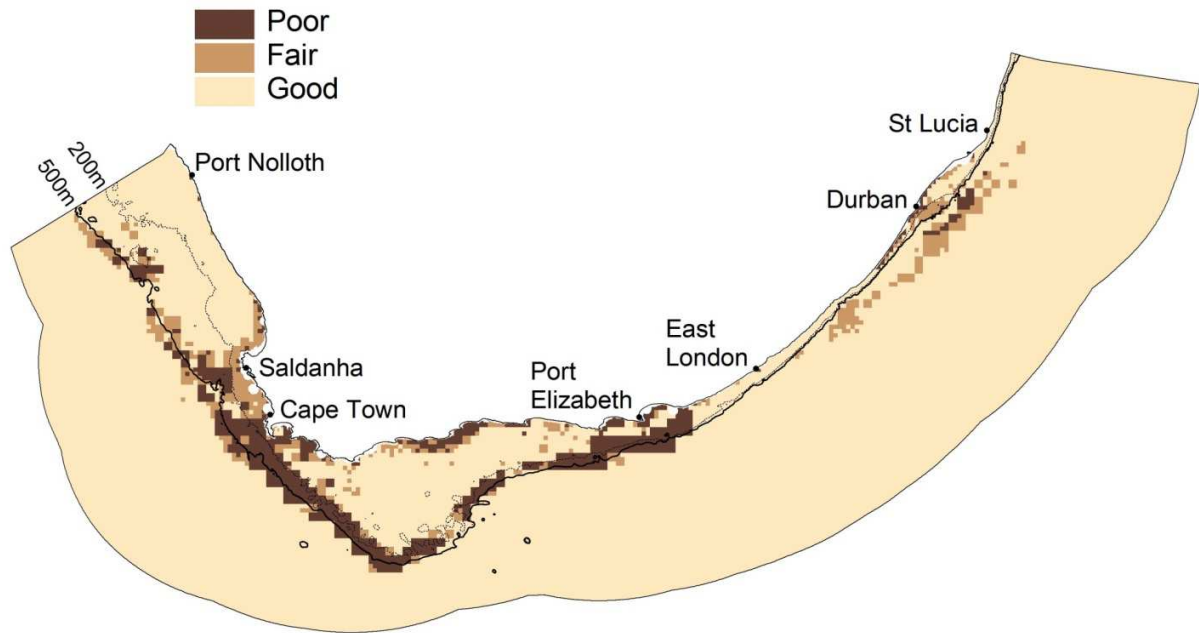 Poor
Fair
Good
St Lucia
200m
500m
Port Nolloth
Durban
East
London
Saldanha
Port
Elizabeth
Cape Town